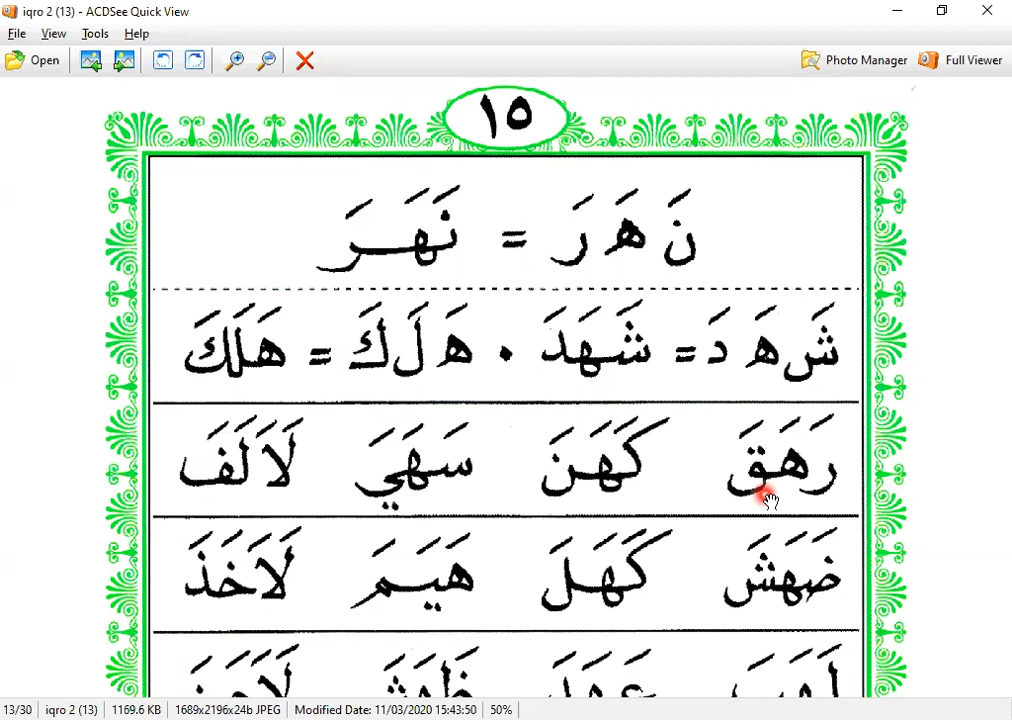 iqro 2 (13) - ACDSee Quick View
File View Tools Help
Open Photo Manager Full Viewer
١٥
نَ هَ رَ = نَهَرَ
شَ هَ دَ = شَهَدَ • هَ لَ كَ = هَلَكَ
رَهَقَ كَهَنَ سَهَيَ لَالَفَ
ضَهَشَ كَهَلَ هَيَمَ لَاَخَذَ
13/30 iqro 2 (13) 1169.6 KB 1689x2196x24b JPEG Modified Date: 11/03/2020 15:43:50 50%